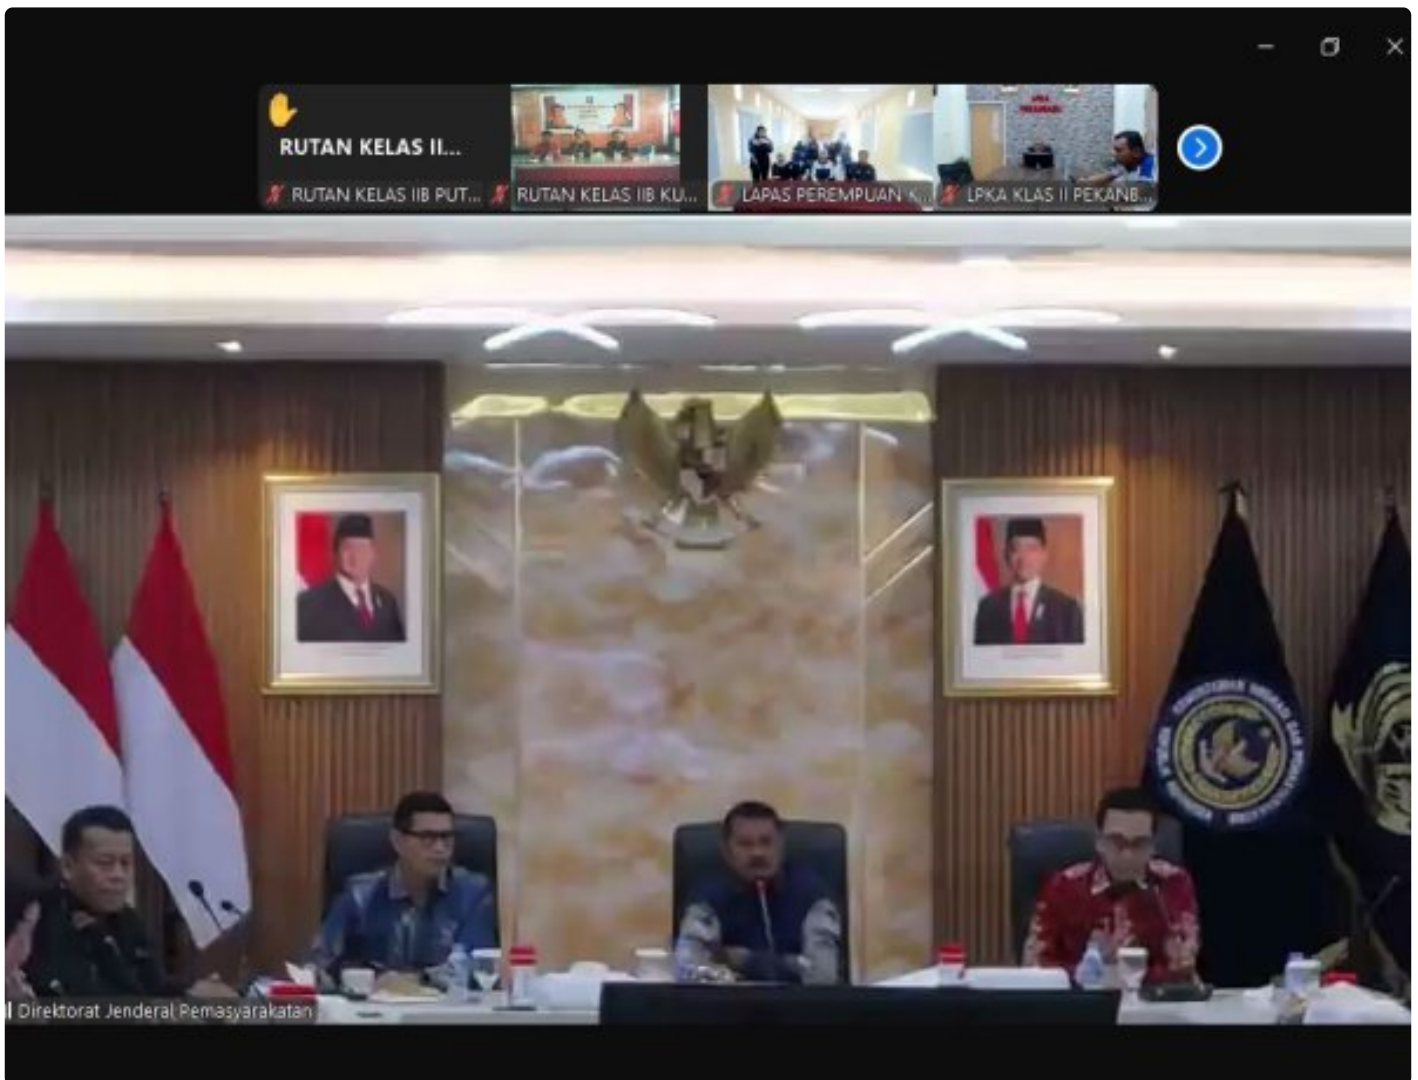 RUTAN KELAS II...
RUTAN KELAS IIB PUT...
RUTAN KELAS IIB KU...
LAPAS PEREMPUAN K...
LPKA KLAS II PEKANB...
Direktorat Jenderal Pemasyarakatan